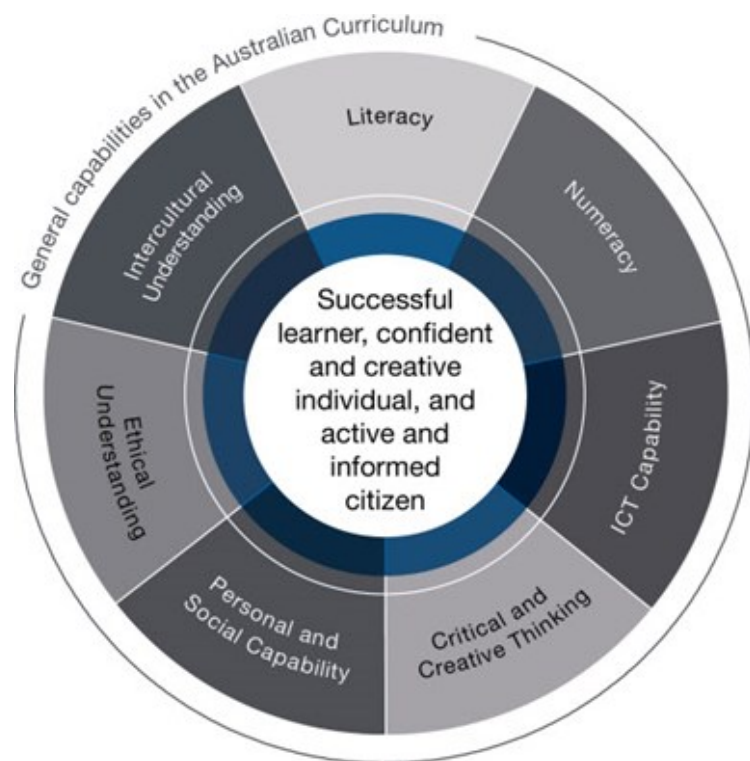 General capabilities in the Australian Curriculum
Literacy
Numeracy
ICT Capability
Critical and
Creative Thinking
Personal and
Social Capability
Ethical
Understanding
Intercultural
Understanding
Successful
learner, confident
and creative
individual, and
active and
informed
citizen